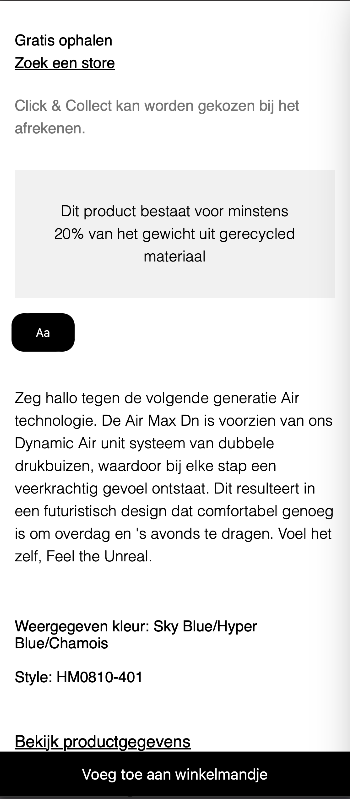 Gratis ophalen
Zoek een store
Click & Collect kan worden gekozen bij het
afrekenen.
Dit product bestaat voor minstens
20% van het gewicht uit gerecycled
materiaal
Aa
Zeg hallo tegen de volgende generatie Air
technologie. De Air Max Dn is voorzien van ons
Dynamic Air unit systeem van dubbele
drukbuizen, waardoor bij elke stap een
veerkrachtig gevoel ontstaat. Dit resulteert in
een futuristisch design dat comfortabel genoeg
is om overdag en 's avonds te dragen. Voel het
zelf, Feel the Unreal.
Weergegeven kleur: Sky Blue/Hyper
Blue/Chamois
Style: HM0810-401
Bekijk productgegevens
Voeg toe aan winkelmandje